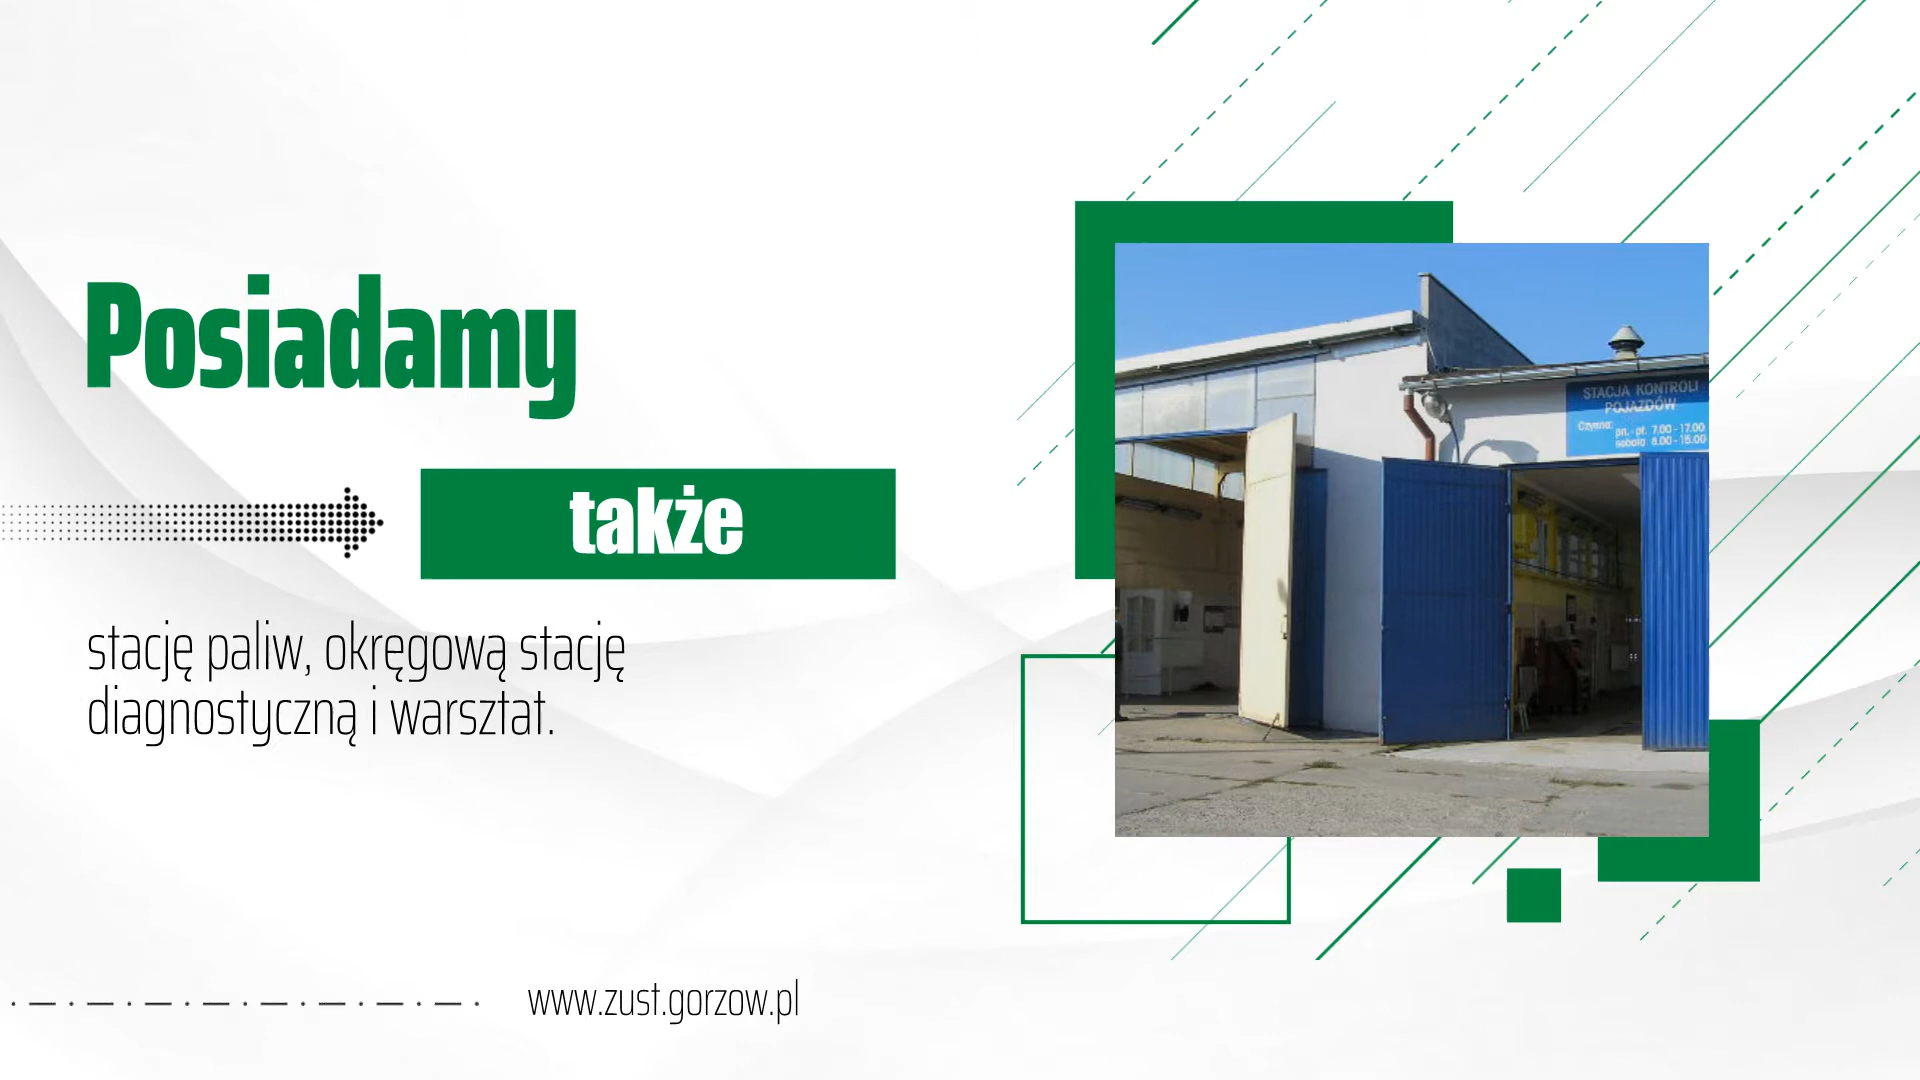 Posiadamy
także
stację paliw, okręgową stację
diagnostyczną i warsztat.
www.zust.gorzow.pl
STACJA KONTROLI
POJAZDÓW
Czynna: pn.-pt. 7.00-17.00
sobota 8.00-15.00